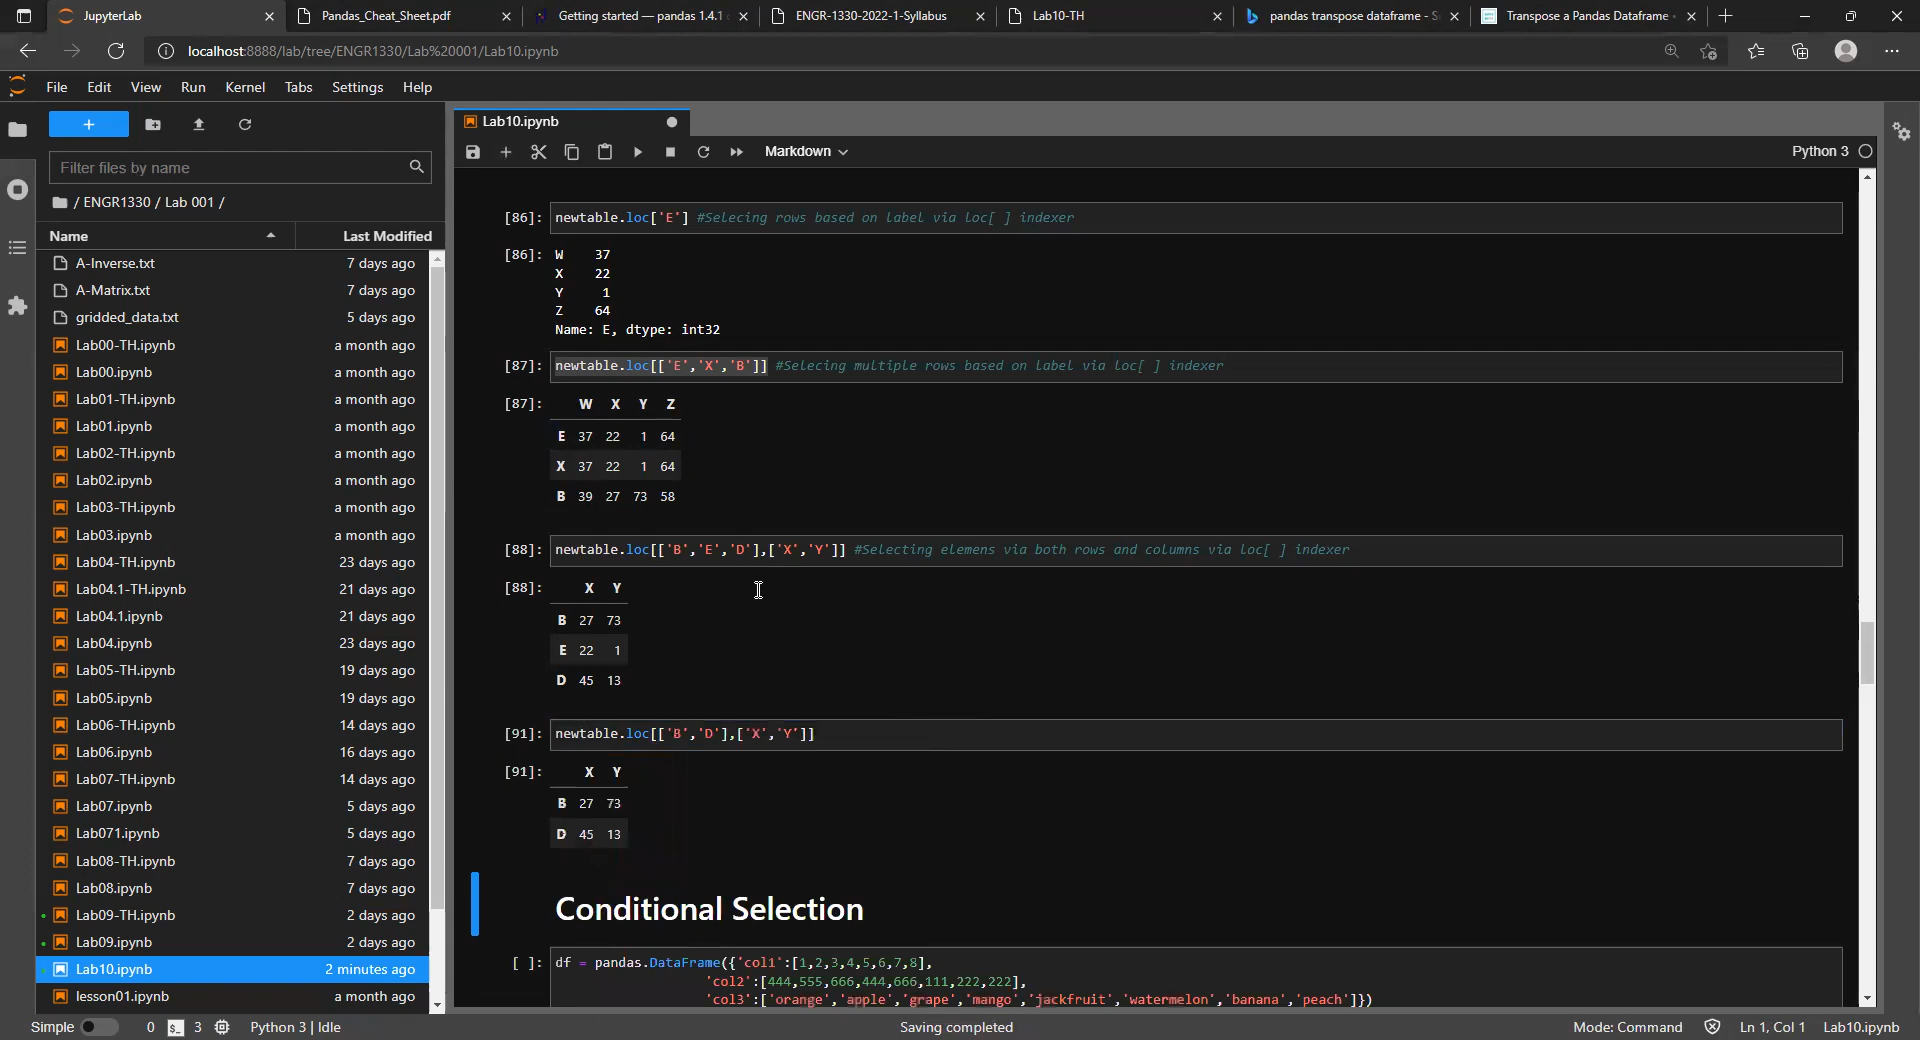 JupyterLab
Pandas_Cheat_Sheet.pdf
Getting started — pandas 1.4.1
ENGR-1330-2022-1-Syllabus
Lab10-TH
pandas transpose dataframe - S
Transpose a Pandas Dataframe
localhost:8888/lab/tree/ENGR1330/Lab%20001/Lab10.ipynb
File Edit View Run Kernel Tabs Settings Help
Lab10.ipynb
Markdown
Python 3
Filter files by name
/ ENGR1330 / Lab 001 /
Name Last Modified
A-Inverse.txt 7 days ago
A-Matrix.txt 7 days ago
gridded_data.txt 5 days ago
Lab00-TH.ipynb a month ago
Lab00.ipynb a month ago
Lab01-TH.ipynb a month ago
Lab01.ipynb a month ago
Lab02-TH.ipynb a month ago
Lab02.ipynb a month ago
Lab03-TH.ipynb a month ago
Lab03.ipynb a month ago
Lab04-TH.ipynb 23 days ago
Lab04.1-TH.ipynb 21 days ago
Lab04.1.ipynb 21 days ago
Lab04.ipynb 23 days ago
Lab05-TH.ipynb 19 days ago
Lab05.ipynb 19 days ago
Lab06-TH.ipynb 14 days ago
Lab06.ipynb 16 days ago
Lab07-TH.ipynb 14 days ago
Lab07.ipynb 5 days ago
Lab071.ipynb 5 days ago
Lab08-TH.ipynb 7 days ago
Lab08.ipynb 7 days ago
Lab09-TH.ipynb 2 days ago
Lab09.ipynb 2 days ago
Lab10.ipynb 2 minutes ago
lesson01.ipynb a month ago
[86]: newtable.loc['E'] #Selecing rows based on label via loc[ ] indexer
[86]: W 37
X 22
Y 1
Z 64
Name: E, dtype: int32
[87]: newtable.loc[['E','X','B']] #Selecing multiple rows based on label via loc[ ] indexer
[87]: W X Y Z
E 37 22 1 64
X 37 22 1 64
B 39 27 73 58
[88]: newtable.loc[['B','E','D'],['X','Y']] #Selecting elemens via both rows and columns via loc[ ] indexer
[88]: X Y
B 27 73
E 22 1
D 45 13
[91]: newtable.loc[['B','D'],['X','Y']]
[91]: X Y
B 27 73
D 45 13
Conditional Selection
[ ]: df = pandas.DataFrame({'col1':[1,2,3,4,5,6,7,8],
'col2':[444,555,666,444,666,111,222,222],
'col3':['orange','apple','grape','mango','jackfruit','watermelon','banana','peach']})
Simple 0 3 Python 3 | Idle Saving completed Mode: Command Ln 1, Col 1 Lab10.ipynb